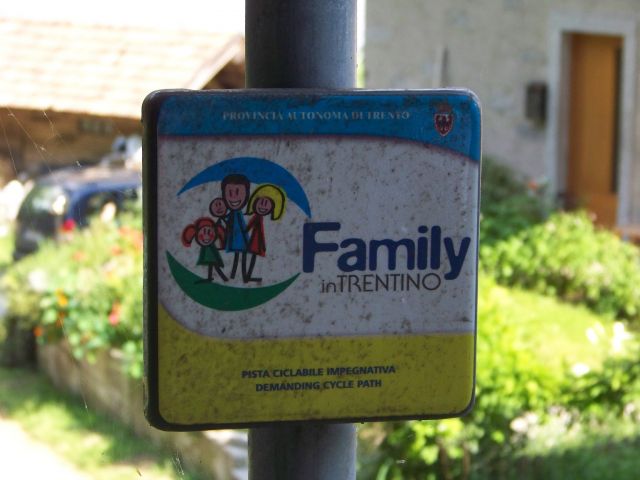 PROVINCIA AUTONOMA DI TRENTO
Family
inTRENTINO
PISTA CICLABILE IMPEGNATIVA
DEMANDING CYCLE PATH